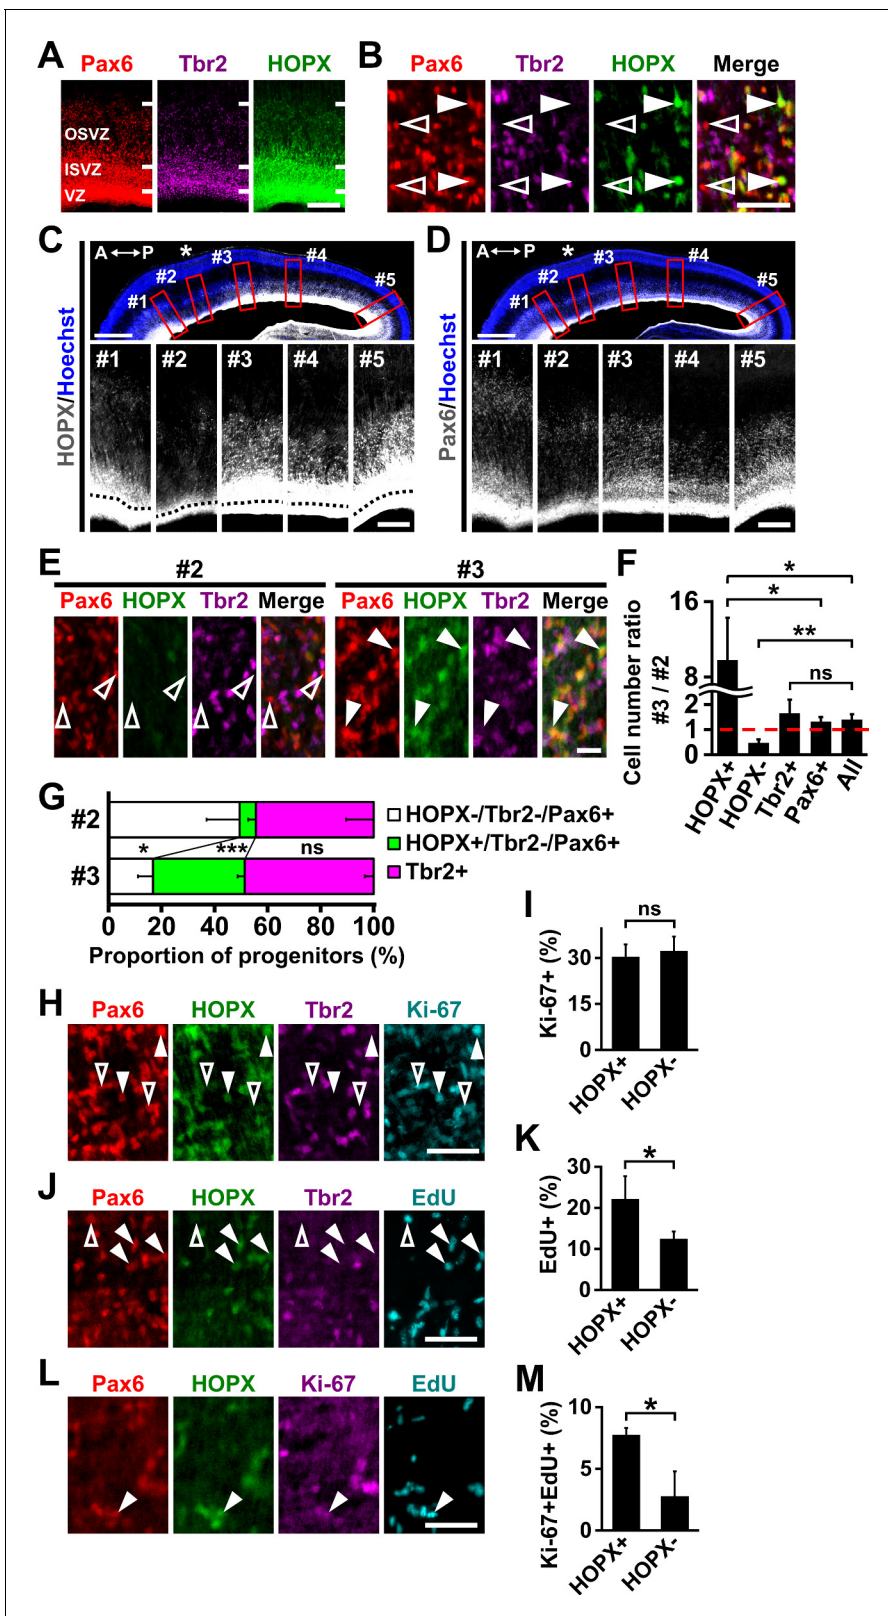 A
Pax6 Tbr2 HOPX
OSVZ
ISVZ
VZ
B
Pax6 Tbr2 HOPX Merge
C
HOPX/Hoechst
A P * #3 #4
#2 #5
#1
#1 #2 #3 #4 #5
D
Pax6/Hoechst
A P * #3 #4
#2 #5
#1
#1 #2 #3 #4 #5
E
#2 #3
Pax6 HOPX Tbr2 Merge Pax6 HOPX Tbr2 Merge
F
Cell number ratio
#3 / #2
16
8
2
1
0
*
*
**
ns
HOPX+ HOPX- Tbr2+ Pax6+ All
G
#2
* *** ns
#3
0 20 40 60 80 100
Proportion of progenitors (%)
HOPX-/Tbr2-/Pax6+
HOPX+/Tbr2-/Pax6+
Tbr2+
H
Pax6 HOPX Tbr2 Ki-67
I
Ki-67+ (%)
ns
30
15
0
HOPX+ HOPX-
J
Pax6 HOPX Tbr2 EdU
K
EdU+ (%)
*
30
20
10
0
HOPX+ HOPX-
L
Pax6 HOPX Ki-67 EdU
M
Ki-67+EdU+ (%)
*
10
5
0
HOPX+ HOPX-